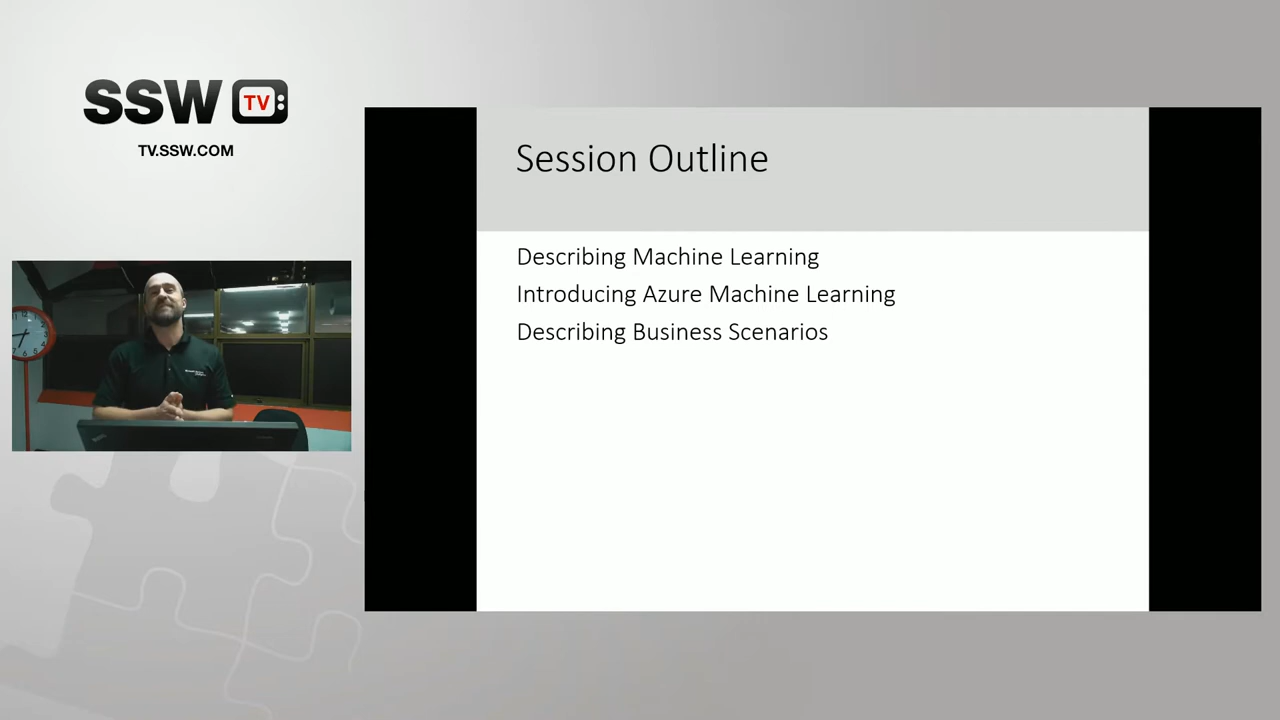 SSW TV:
TV.SSW.COM
Session Outline
Describing Machine Learning
Introducing Azure Machine Learning
Describing Business Scenarios